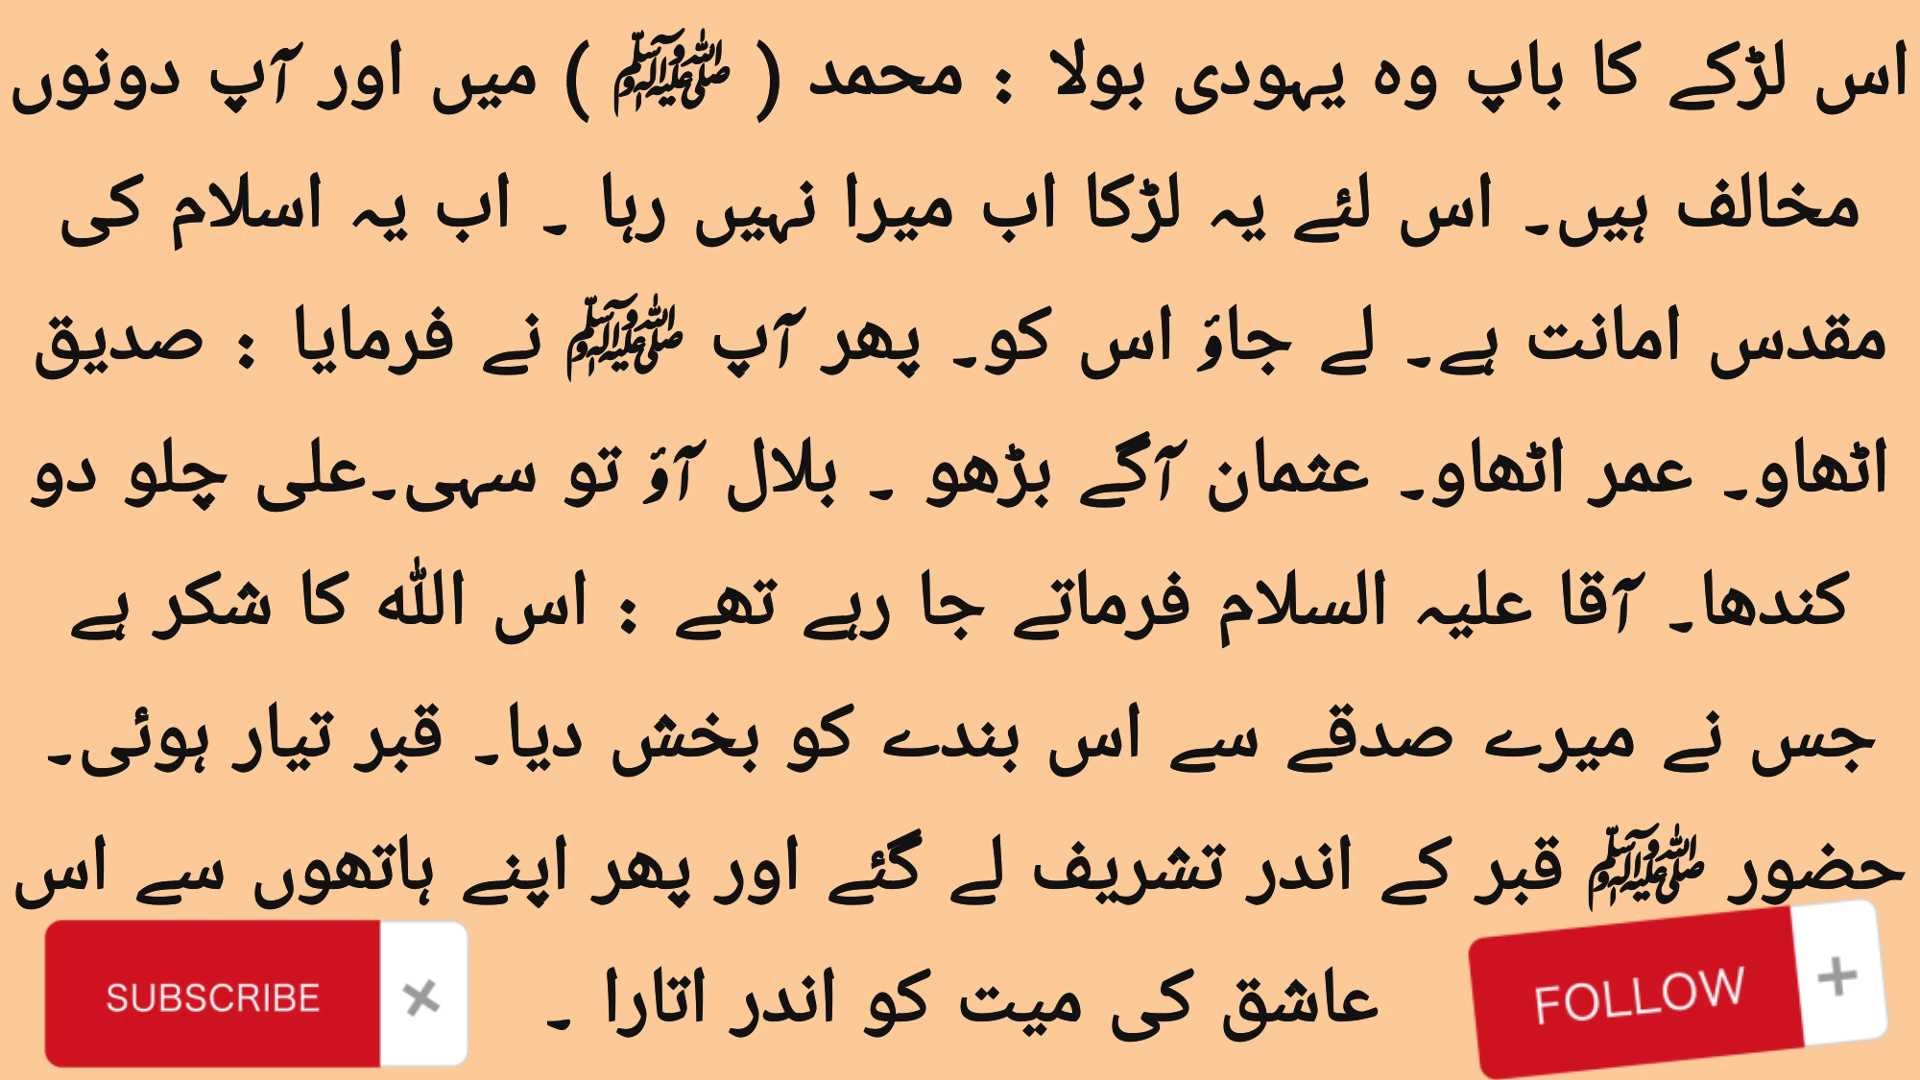 اس لڑکے کا باپ وہ یہودی بولا : محمد ( ﷺ ) میں اور آپ دونوں
مخالف ہیں۔ اس لئے یہ لڑکا اب میرا نہیں رہا ۔ اب یہ اسلام کی
مقدس امانت ہے۔ لے جاوؑ اس کو۔ پھر آپ ﷺ نے فرمایا : صدیق
اٹھاو۔ عمر اٹھاو۔ عثمان آگے بڑھو ۔ بلال آوؑ تو سہی۔علی چلو دو
کندھا۔ آقا علیہ السلام فرماتے جا رہے تھے : اس اللہ کا شکر ہے
جس نے میرے صدقے سے اس بندے کو بخش دیا۔ قبر تیار ہوئی۔
حضور ﷺ قبر کے اندر تشریف لے گئے اور پھر اپنے ہاتھوں سے اس
عاشق کی میت کو اندر اتارا ۔
SUBSCRIBE
FOLLOW